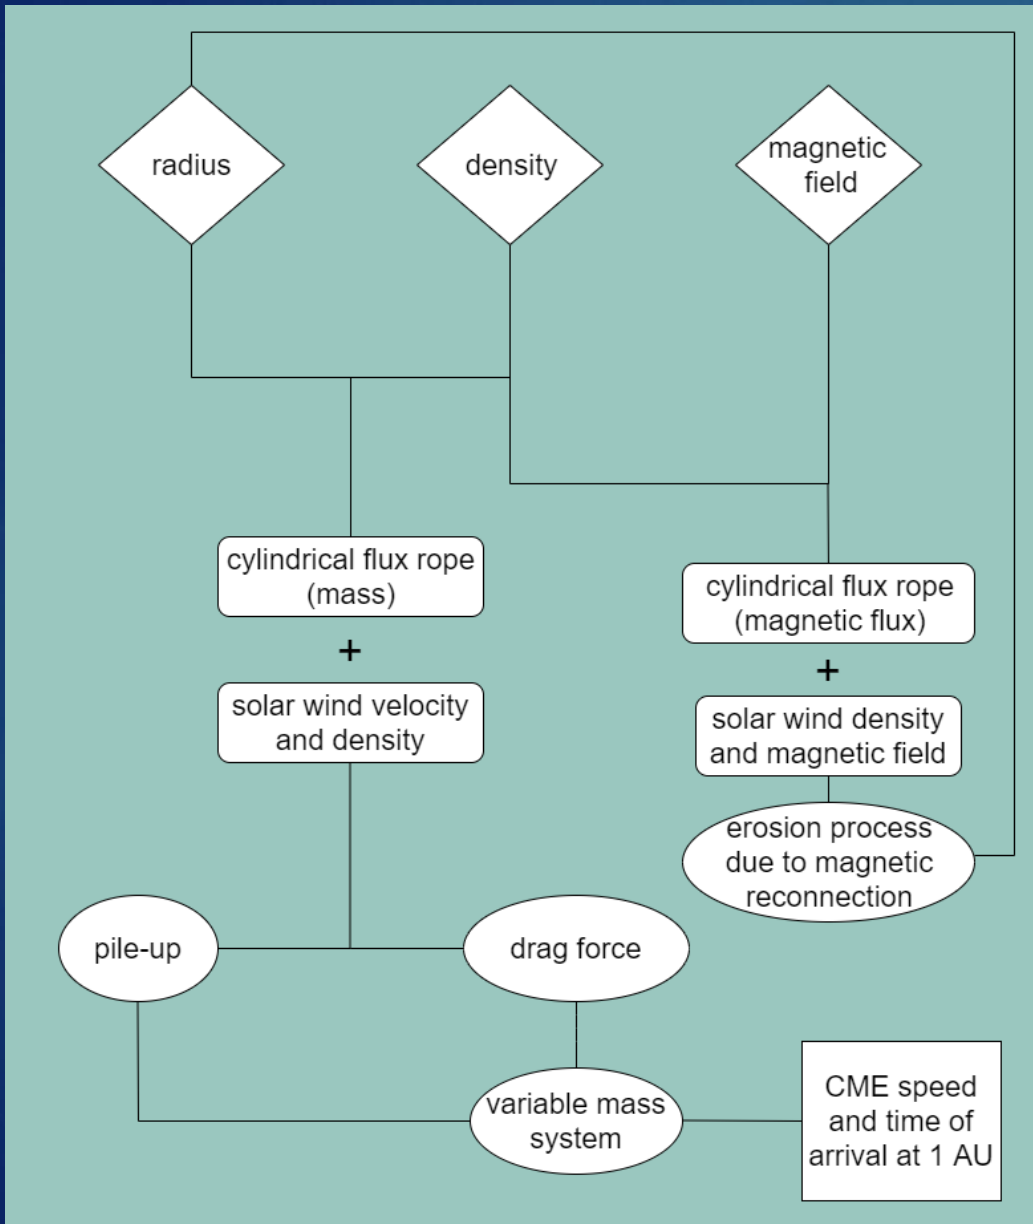 radius
density
magnetic
field
cylindrical flux rope
(mass)
+
solar wind velocity
and density
cylindrical flux rope
(magnetic flux)
+
solar wind density
and magnetic field
erosion process
due to magnetic
reconnection
pile-up
drag force
variable mass
system
CME speed
and time of
arrival at 1 AU